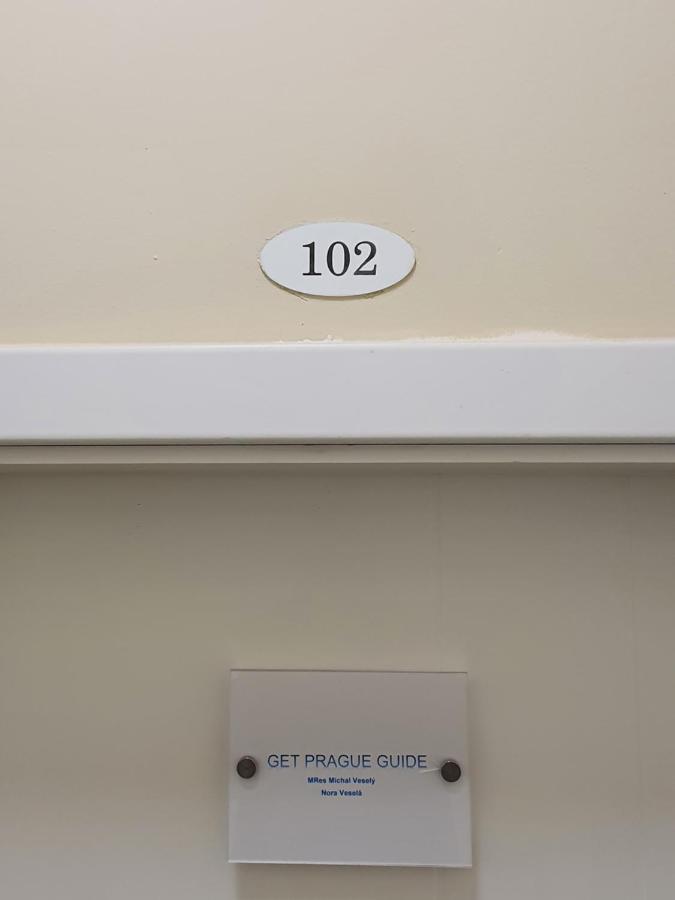 102
GET PRAGUE GUIDE
MRes Michal Veselý
Nora Veselá